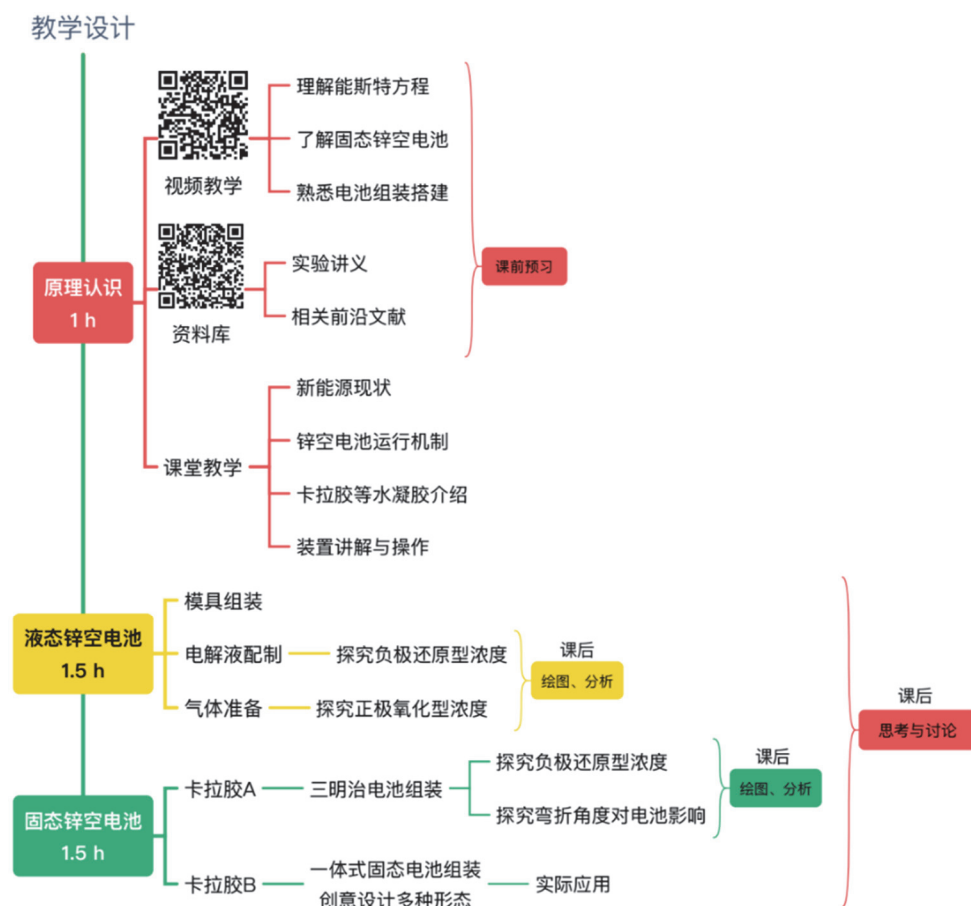 教学设计
理解能斯特方程
了解固态锌空电池
熟悉电池组装搭建
视频教学
实验讲义
相关前沿文献
资料库
课前预习
原理认识
1 h
新能源现状
锌空电池运行机制
课堂教学
卡拉胶等水凝胶介绍
装置讲解与操作
液态锌空电池
1.5 h
模具组装
电解液配制
探究负极还原型浓度
气体准备
探究正极氧化型浓度
课后
绘图、分析
固态锌空电池
1.5 h
卡拉胶A
三明治电池组装
探究负极还原型浓度
探究弯折角度对电池影响
课后
绘图、分析
卡拉胶B
一体式固态电池组装
创意设计多种形态
实际应用
课后
思考与讨论